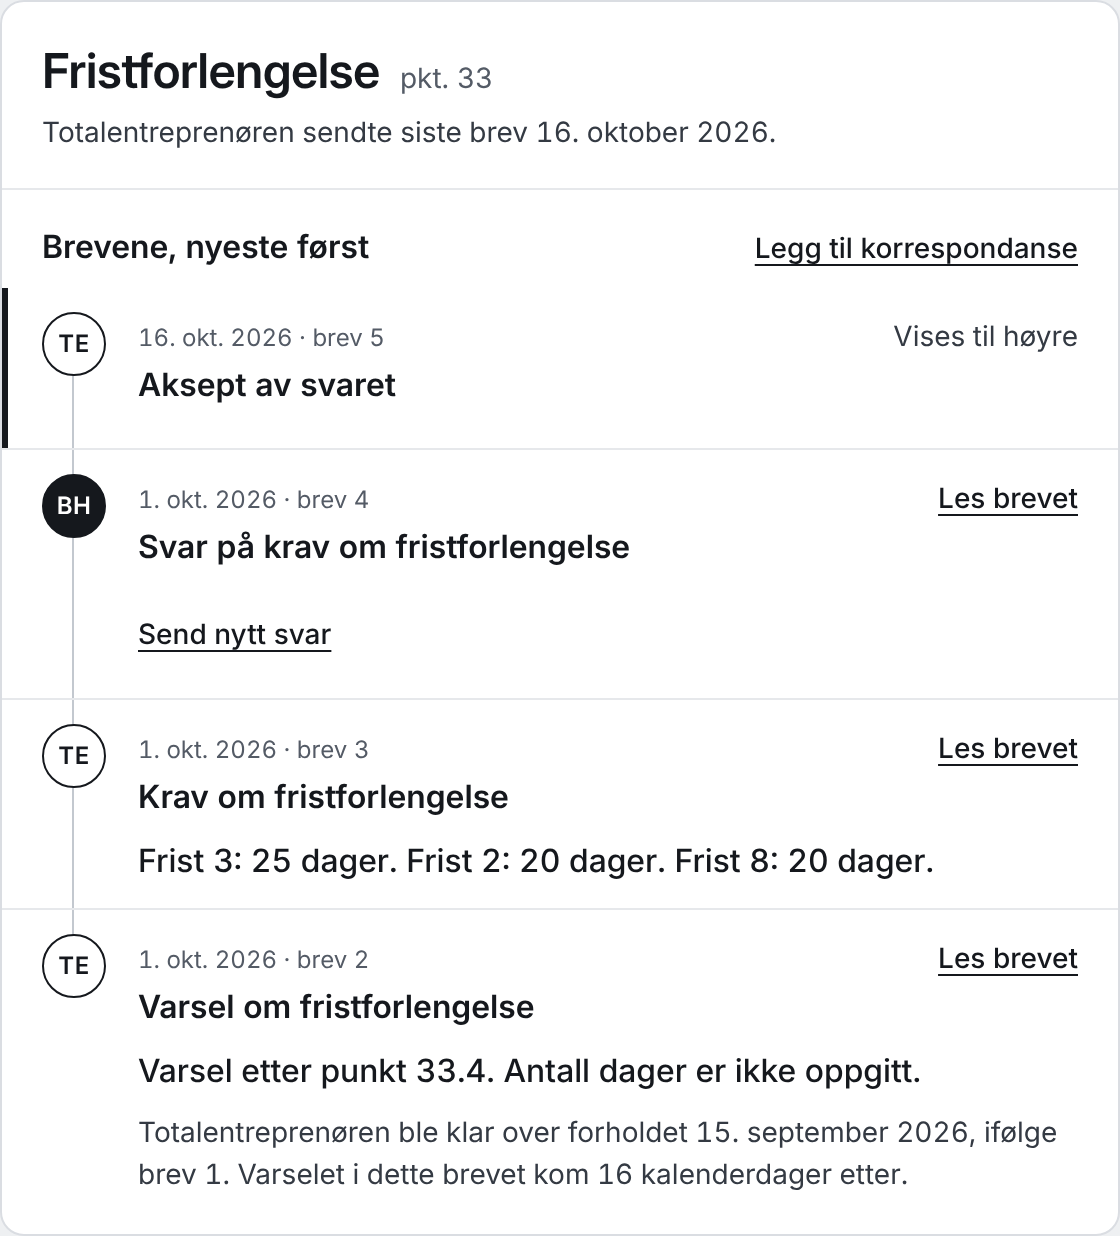 Fristforlengelse pkt. 33
Totalentreprenøren sendte siste brev 16. oktober 2026.
Brevene, nyeste først
Legg til korrespondanse
TE
16. okt. 2026 · brev 5
Vises til høyre
Aksept av svaret
BH
1. okt. 2026 · brev 4
Les brevet
Svar på krav om fristforlengelse
Send nytt svar
TE
1. okt. 2026 · brev 3
Les brevet
Krav om fristforlengelse
Frist 3: 25 dager. Frist 2: 20 dager. Frist 8: 20 dager.
TE
1. okt. 2026 · brev 2
Les brevet
Varsel om fristforlengelse
Varsel etter punkt 33.4. Antall dager er ikke oppgitt.
Totalentreprenøren ble klar over forholdet 15. september 2026, ifølge
brev 1. Varselet i dette brevet kom 16 kalenderdager etter.